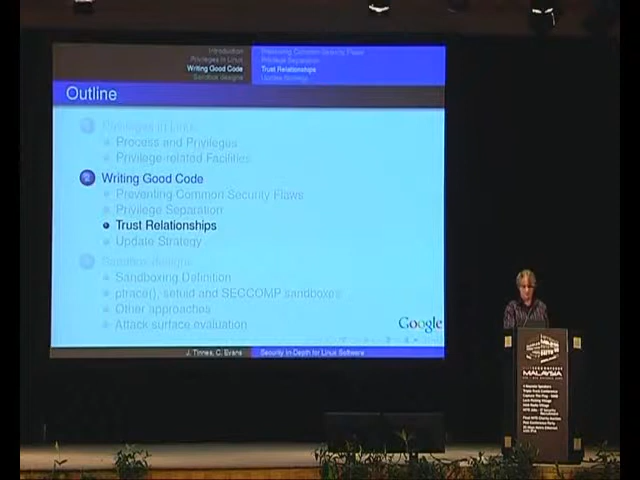 Introduction
Privileges in Linux
Writing Good Code
Sandbox designs
Preventing Common Security Flaws
Privilege Separation
Trust Relationships
Update Strategy
Outline
1 Privileges in Linux
Process and Privileges
Privilege-related Facilities
2 Writing Good Code
Preventing Common Security Flaws
Privilege Separation
Trust Relationships
Update Strategy
3 Sandbox designs
Sandboxing Definition
ptrace(), setuid and SECCOMP sandboxes
Other approaches
Attack surface evaluation
Google
J. Tinnes, C. Evans
Security in-Depth for Linux Software
MALAYSIA